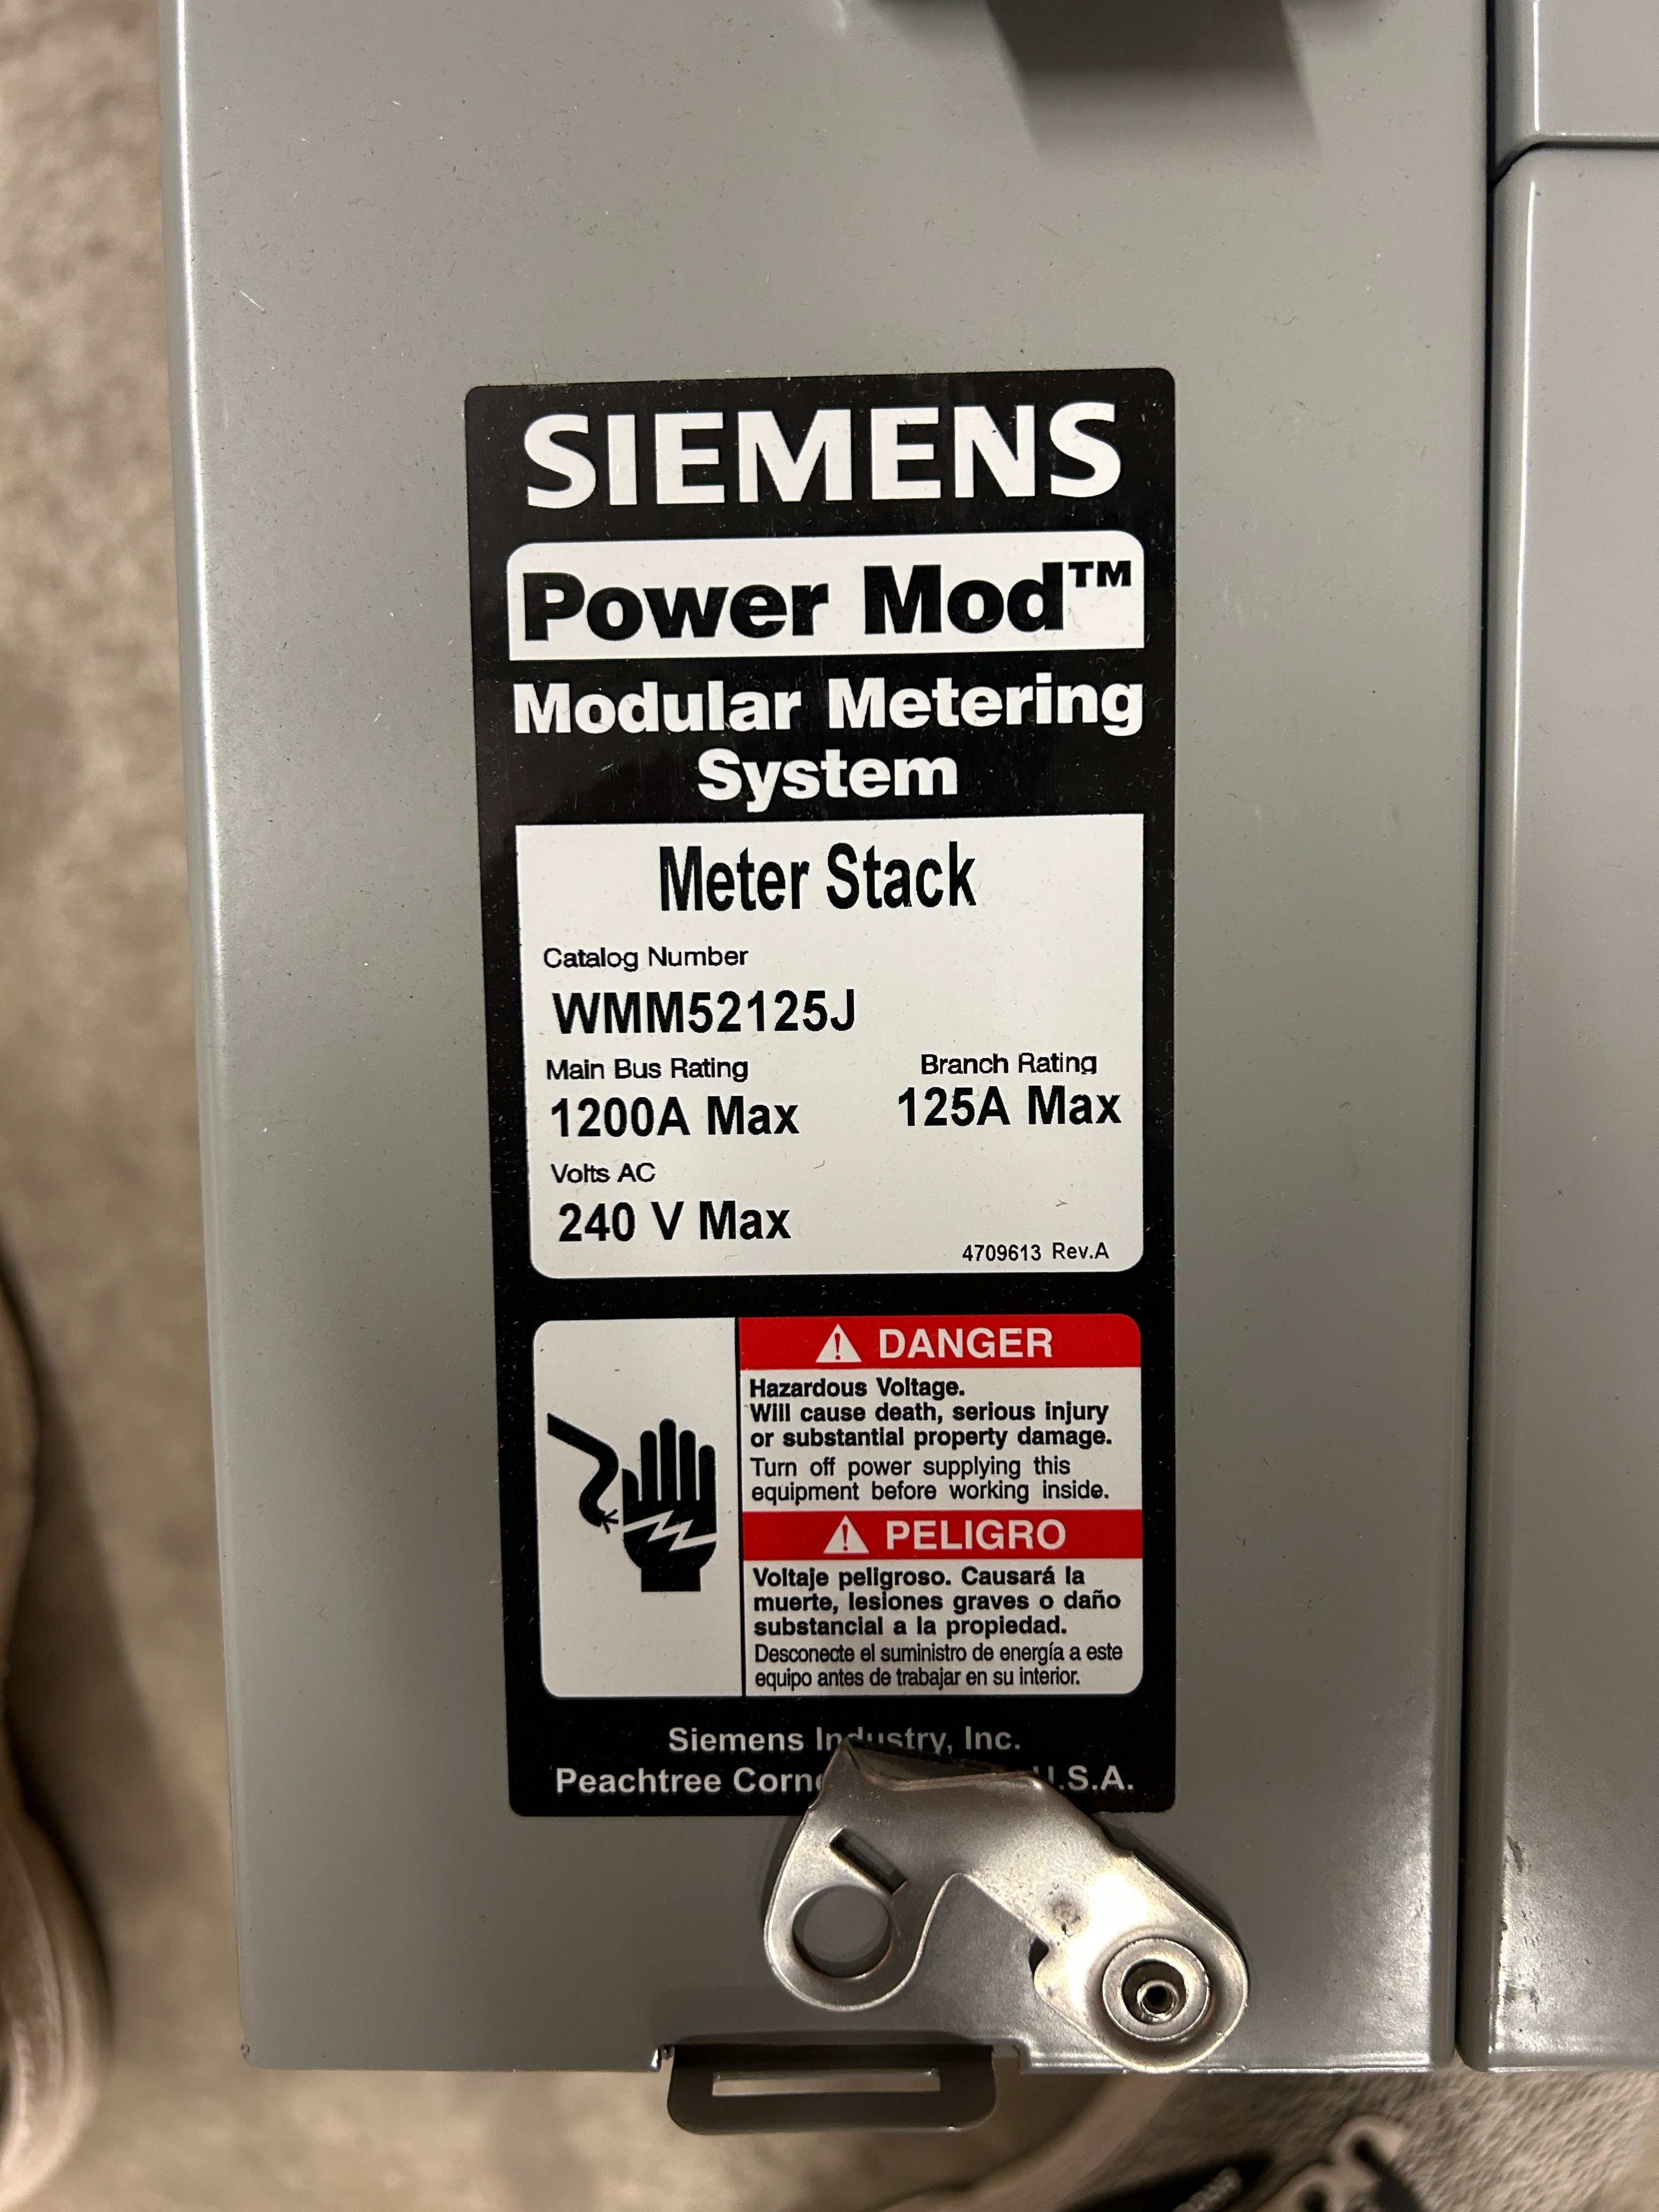 SIEMENS
Power Mod™
Modular Metering
System
Meter Stack
Catalog Number
WMM52125J
Main Bus Rating Branch Rating
1200A Max 125A Max
Volts AC
240 V Max
4709613 Rev.A
⚠ DANGER
Hazardous Voltage.
Will cause death, serious injury
or substantial property damage.
Turn off power supplying this
equipment before working inside.
⚠ PELIGRO
Voltaje peligroso. Causará la
muerte, lesiones graves o daño
substancial a la propiedad.
Desconecte el suministro de energía a este
equipo antes de trabajar en su interior.
Siemens Industry, Inc.
Peachtree U.S.A.